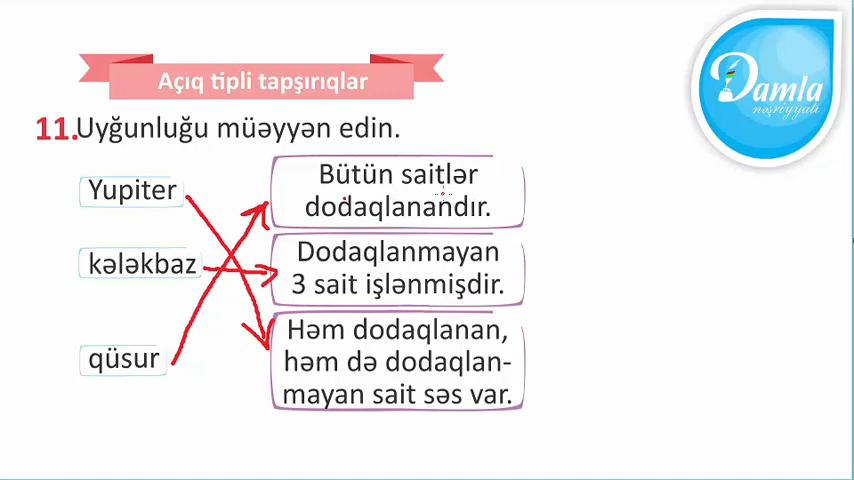 Açıq tipli tapşırıqlar
Damla
nəşriyyatı
11.Uyğunluğu müəyyən edin.
Yupiter
kələkbaz
qüsur
Bütün saitlər
dodaqlanandır.
Dodaqlanmayan
3 sait işlənmişdir.
Həm dodaqlanan,
həm də dodaqlan-
mayan sait səs var.